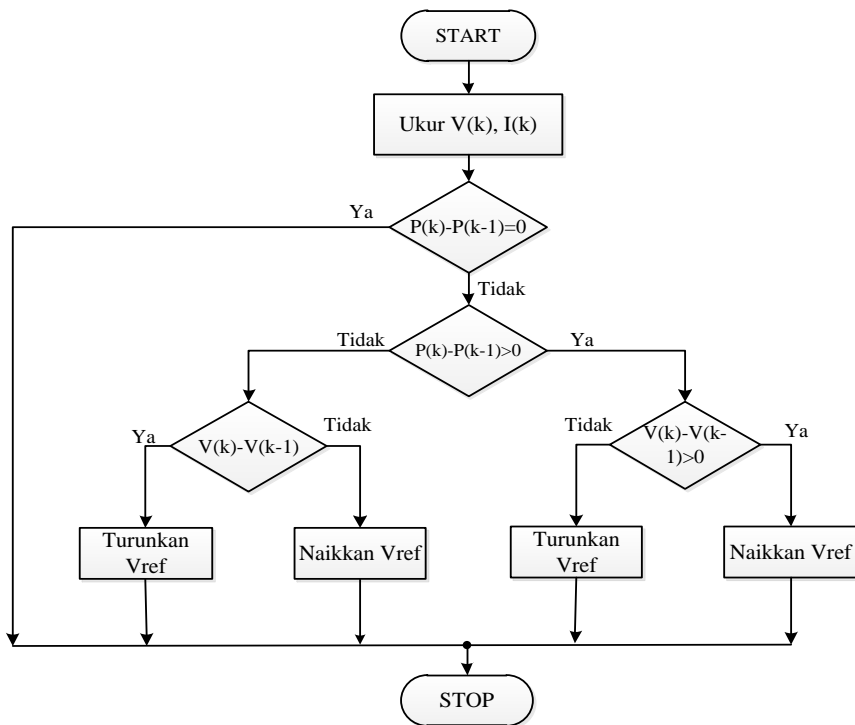 START
Ukur V(k), I(k)
Ya
P(k)-P(k-1)=0
Tidak
Tidak
P(k)-P(k-1)>0
Ya
Ya
V(k)-V(k-1)
Tidak
Tidak
V(k)-V(k-
1)>0
Ya
Turunkan
Vref
Naikkan Vref
Turunkan
Vref
Naikkan Vref
STOP